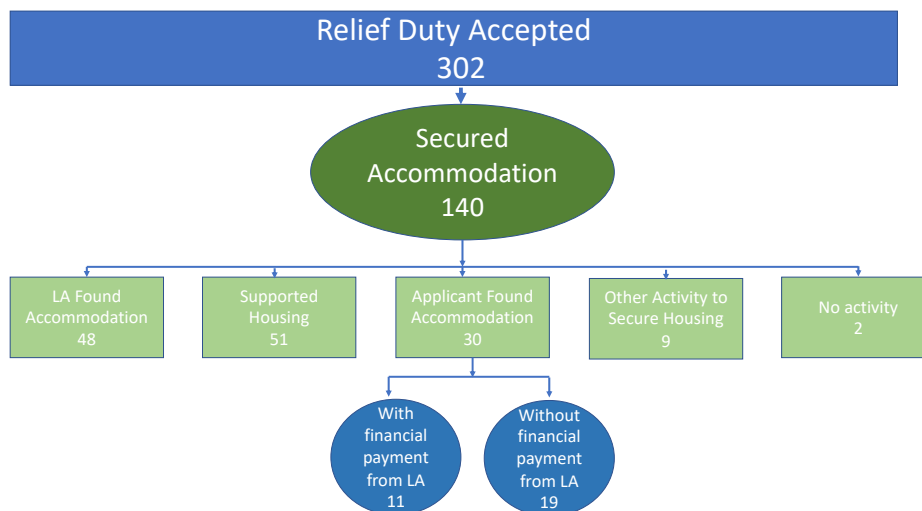 Relief Duty Accepted
302
Secured
Accommodation
140
LA Found
Accommodation
48
Supported
Housing
51
Applicant Found
Accommodation
30
Other Activity to
Secure Housing
9
No activity
2
With
financial
payment
from LA
11
Without
financial
payment
from LA
19